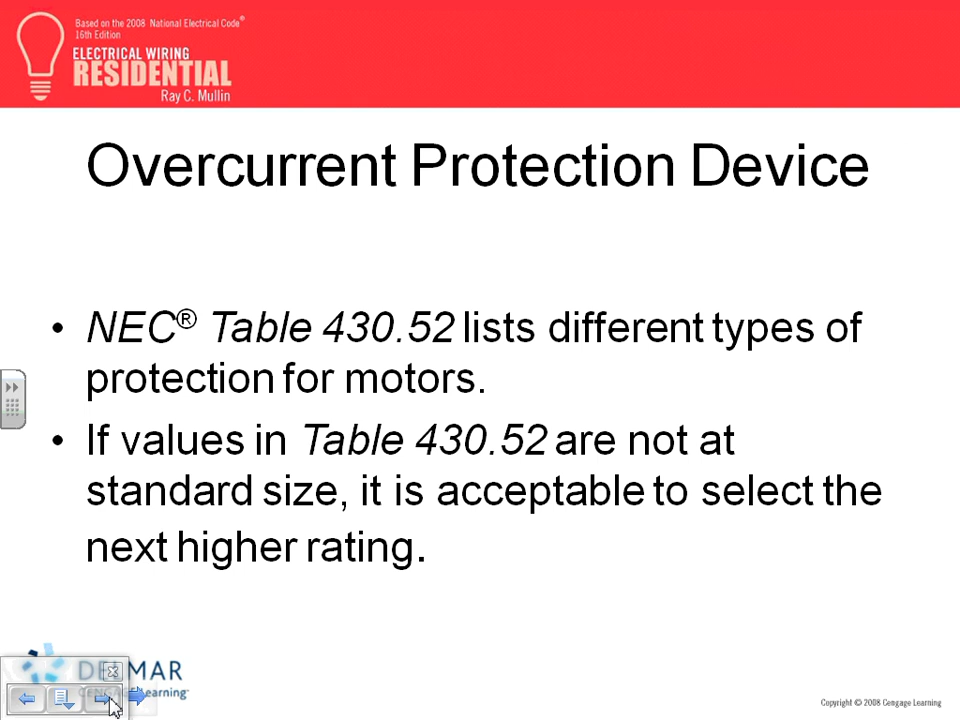 Based on the 2008 National Electrical Code®
16th Edition
ELECTRICAL WIRING
RESIDENTIAL
Ray C. Mullin
Overcurrent Protection Device
• NEC® Table 430.52 lists different types of
protection for motors.
• If values in Table 430.52 are not at
standard size, it is acceptable to select the
next higher rating.
MAR
Learning™
Copyright © 2008 Cengage Learning